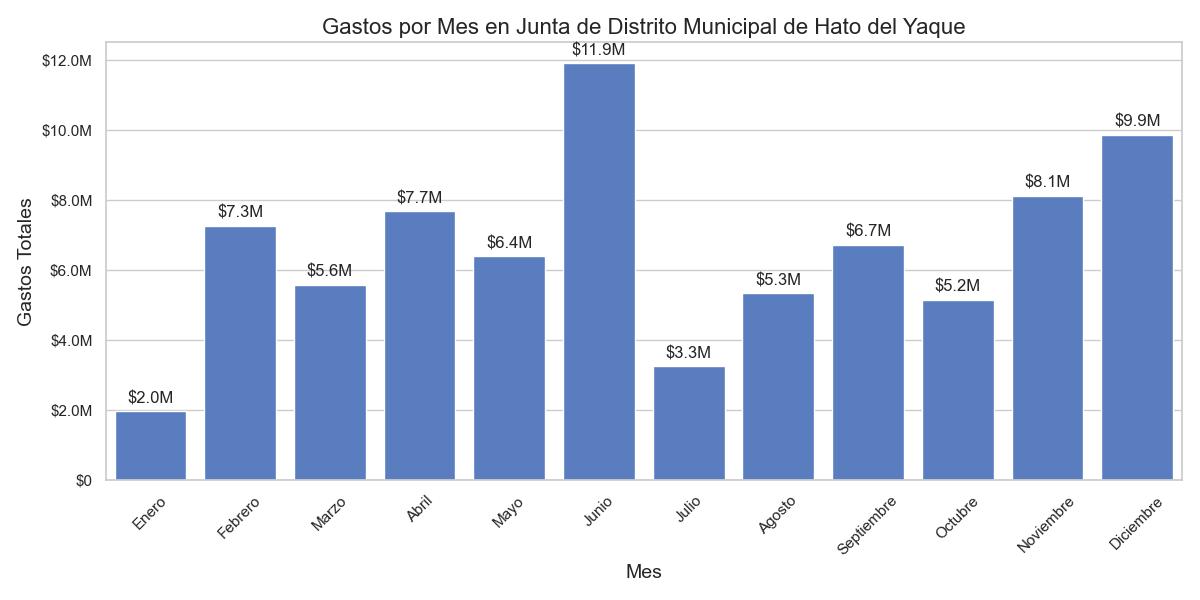 Gastos por Mes en Junta de Distrito Municipal de Hato del Yaque
Gastos Totales
$12.0M
$10.0M
$8.0M
$6.0M
$4.0M
$2.0M
$0
$2.0M
$7.3M
$5.6M
$7.7M
$6.4M
$11.9M
$3.3M
$5.3M
$6.7M
$5.2M
$8.1M
$9.9M
Enero
Febrero
Marzo
Abril
Mayo
Junio
Julio
Agosto
Septiembre
Octubre
Noviembre
Diciembre
Mes